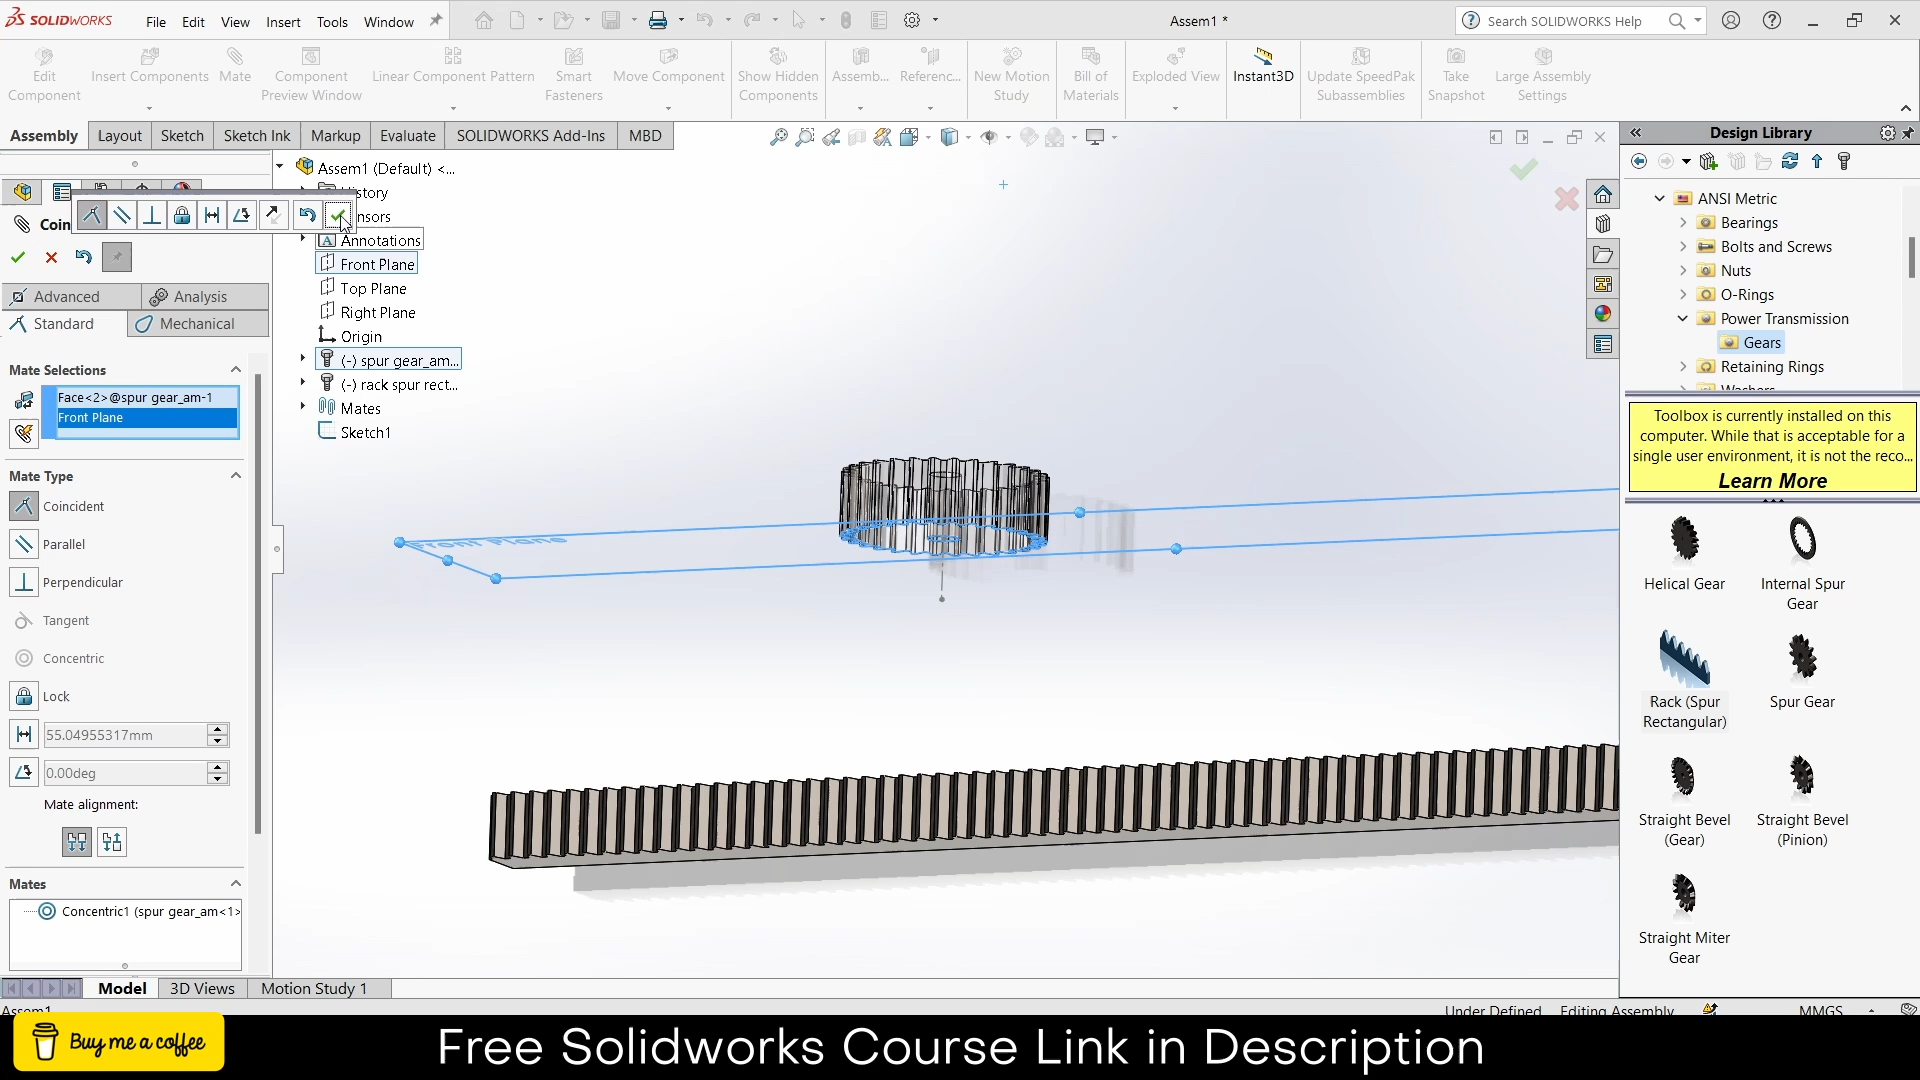 SOLIDWORKS
File
Edit
View
Insert
Tools
Window
Assem1 *
Search SOLIDWORKS Help
Edit
Component
Insert Components
Mate
Component
Preview Window
Linear Component Pattern
Smart
Fasteners
Move Component
Show Hidden
Components
Assemb...
Referenc...
New Motion
Study
Bill of
Materials
Exploded View
Instant3D
Update SpeedPak
Subassemblies
Take
Snapshot
Large Assembly
Settings
Assembly
Layout
Sketch
Sketch Ink
Markup
Evaluate
SOLIDWORKS Add-Ins
MBD
Coin
Advanced
Analysis
Standard
Mechanical
Mate Selections
Face<2>@spur gear_am-1
Front Plane
Mate Type
Coincident
Parallel
Perpendicular
Tangent
Concentric
Lock
55.04955317mm
0.00deg
Mate alignment:
Mates
Concentric1 (spur gear_am<1>
Assem1 (Default) <...
istory
nsors
Annotations
Front Plane
Top Plane
Right Plane
Origin
(-) spur gear_am...
(-) rack spur rect...
Mates
Sketch1
Front Plane
Design Library
ANSI Metric
Bearings
Bolts and Screws
Nuts
O-Rings
Power Transmission
Gears
Retaining Rings
Washers
Toolbox is currently installed on this
computer. While that is acceptable for a
single user environment, it is not the reco...
Learn More
Helical Gear
Internal Spur
Gear
Rack (Spur
Rectangular)
Spur Gear
Straight Bevel
(Gear)
Straight Bevel
(Pinion)
Straight Miter
Gear
Model
3D Views
Motion Study 1
Assem1
Under Defined
Editing Assembly
MMGS
Buy me a coffee
Free Solidworks Course Link in Description